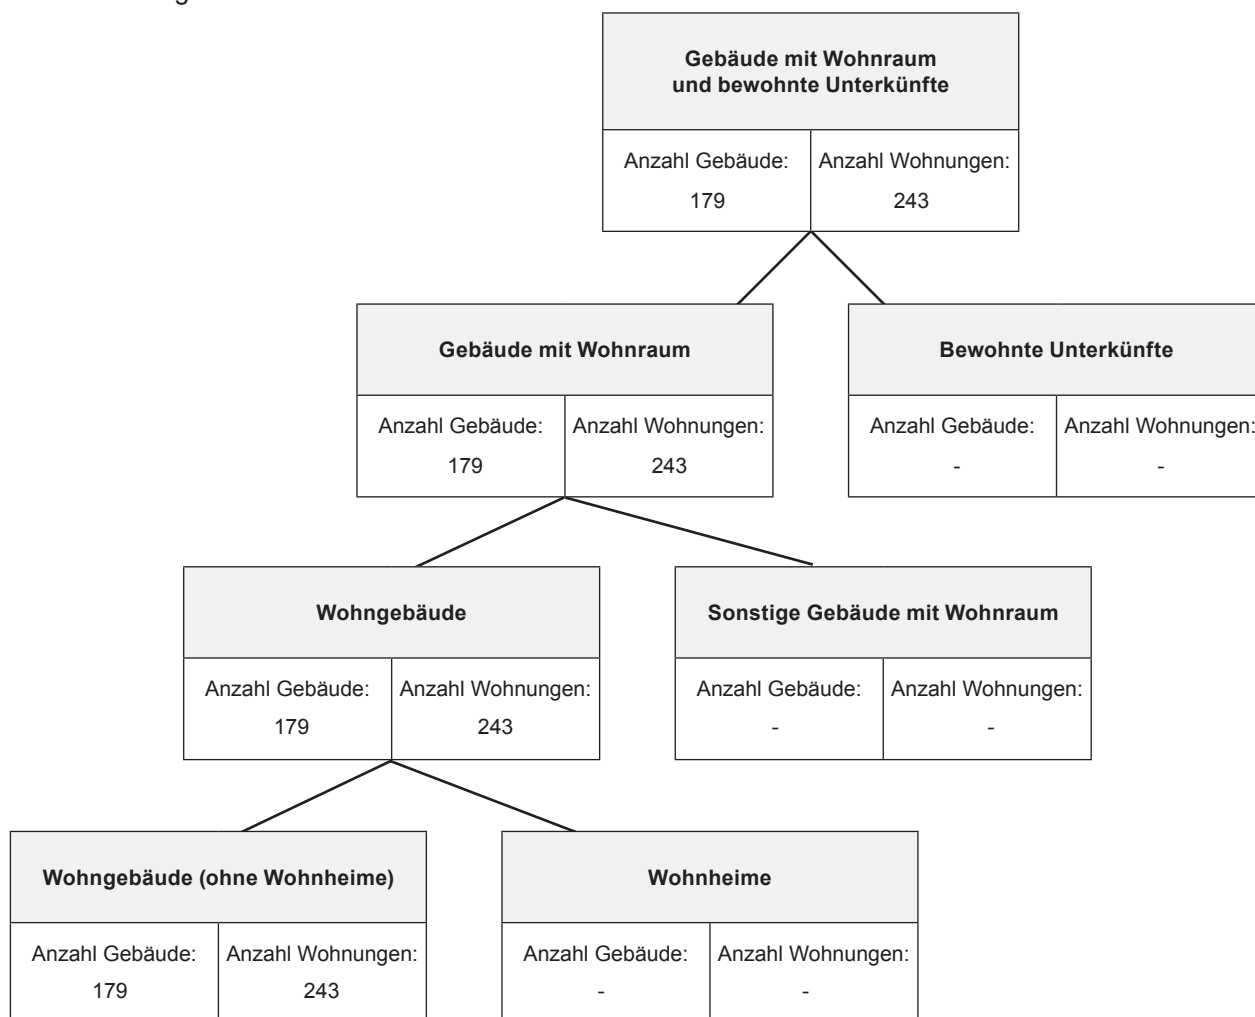 Gebäude mit Wohnraum
und bewohnte Unterkünfte
Anzahl Gebäude: Anzahl Wohnungen:
179 243
Gebäude mit Wohnraum Bewohnte Unterkünfte
Anzahl Gebäude: Anzahl Wohnungen: Anzahl Gebäude: Anzahl Wohnungen:
179 243 - -
Wohngebäude Sonstige Gebäude mit Wohnraum
Anzahl Gebäude: Anzahl Wohnungen: Anzahl Gebäude: Anzahl Wohnungen:
179 243 - -
Wohngebäude (ohne Wohnheime) Wohnheime
Anzahl Gebäude: Anzahl Wohnungen: Anzahl Gebäude: Anzahl Wohnungen:
179 243 - -